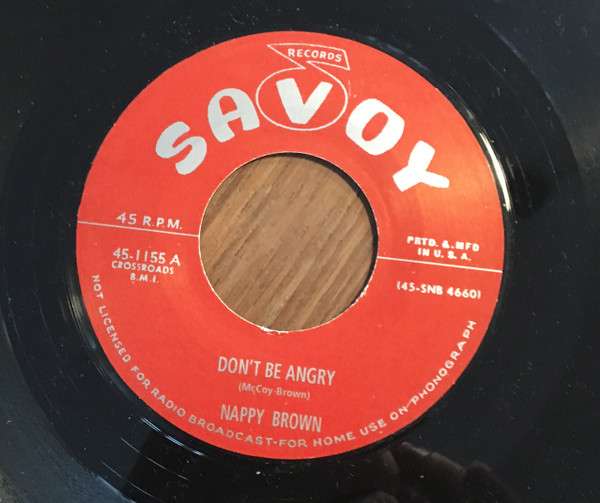 RECORDS
SAVOY
45 R.P.M.
45-1155 A
CROSSROADS
B.M.I.
PRTD. & MFD
IN U. S. A.
(45-SNB 4660)
DON'T BE ANGRY
(McCoy-Brown)
NAPPY BROWN
NOT LICENSED FOR RADIO BROADCAST-FOR HOME USE ON PHONOGRAPH